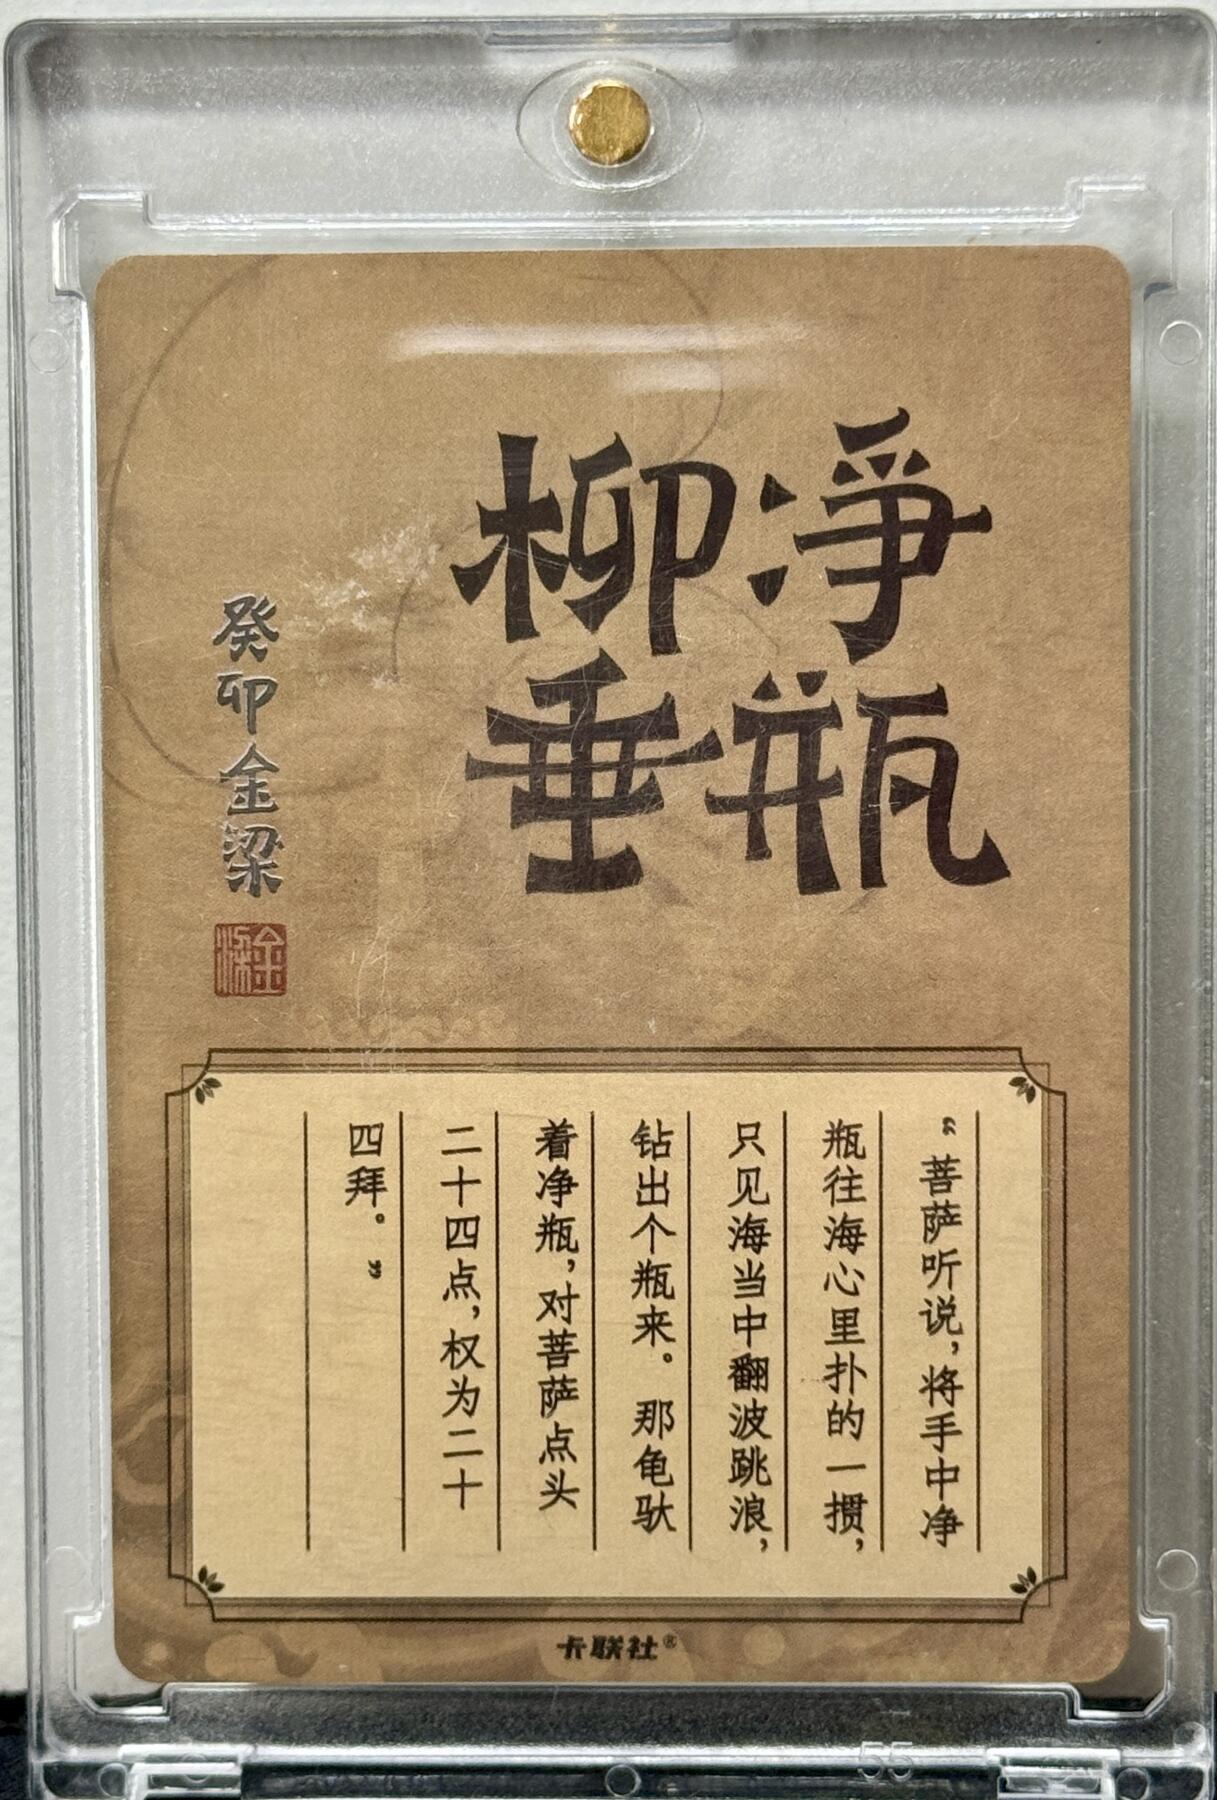 淨瓶
柳垂
癸卯金梁
金梁
“菩萨听说，将手中净
瓶往海心里扑的一掼，
只见海当中翻波跳浪，
钻出个瓶来。那龟驮
着净瓶，对菩萨点头
二十四点，权为二十
四拜。”
卡联社®
55